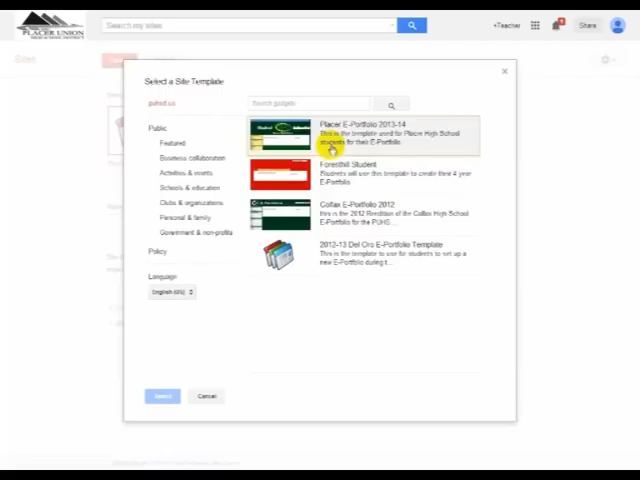 PLACER UNION
Search my sites
+Teacher
Share
Sites
Select a Site Template
puhsd.us
Search gadgets
Public
Featured
Business collaboration
Activities & events
Schools & education
Clubs & organizations
Personal & family
Government & non-profits
Policy
Language
English (US)
Placer E-Portfolio 2013-14
This is the template used for Placer High School
students for their E-Portfolio
Foresthill Student
Students will use this template to create their 4 year
E-Portfolio
Colfax E-Portfolio 2012
this is the 2012 Rendition of the Colfax High School
E-Portfolio for the PUHS...
2012-13 Del Oro E-Portfolio Template
This is the template to use for students to set up a
new E-Portfolio during t...
Select
Cancel